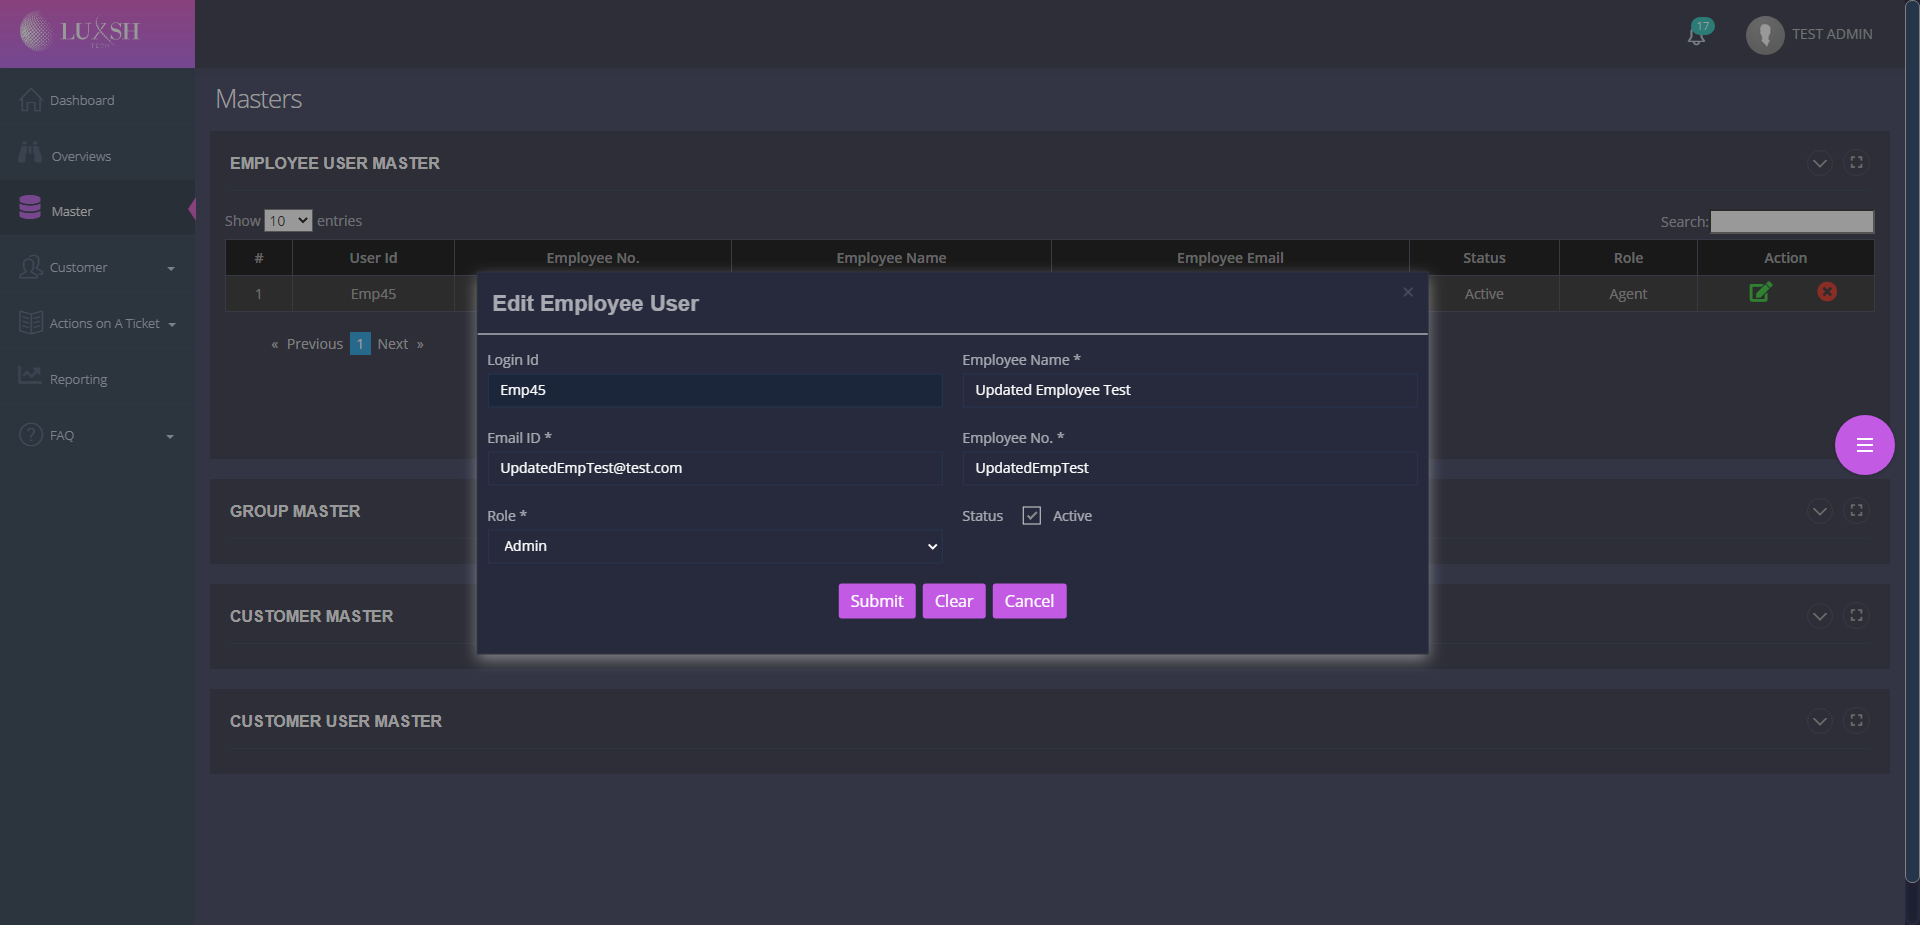 LUXSH
TECH
17
TEST ADMIN
Dashboard
Overviews
Master
Customer
Actions on A Ticket
Reporting
FAQ
Masters
EMPLOYEE USER MASTER
Show 10 entries
Search:
# User Id Employee No. Employee Name Employee Email Status Role Action
1 Emp45 Active Agent
« Previous 1 Next »
Edit Employee User
×
Login Id
Emp45
Employee Name *
Updated Employee Test
Email ID *
UpdatedEmpTest@test.com
Employee No. *
UpdatedEmpTest
Role *
Admin
Status Active
Submit Clear Cancel
GROUP MASTER
CUSTOMER MASTER
CUSTOMER USER MASTER